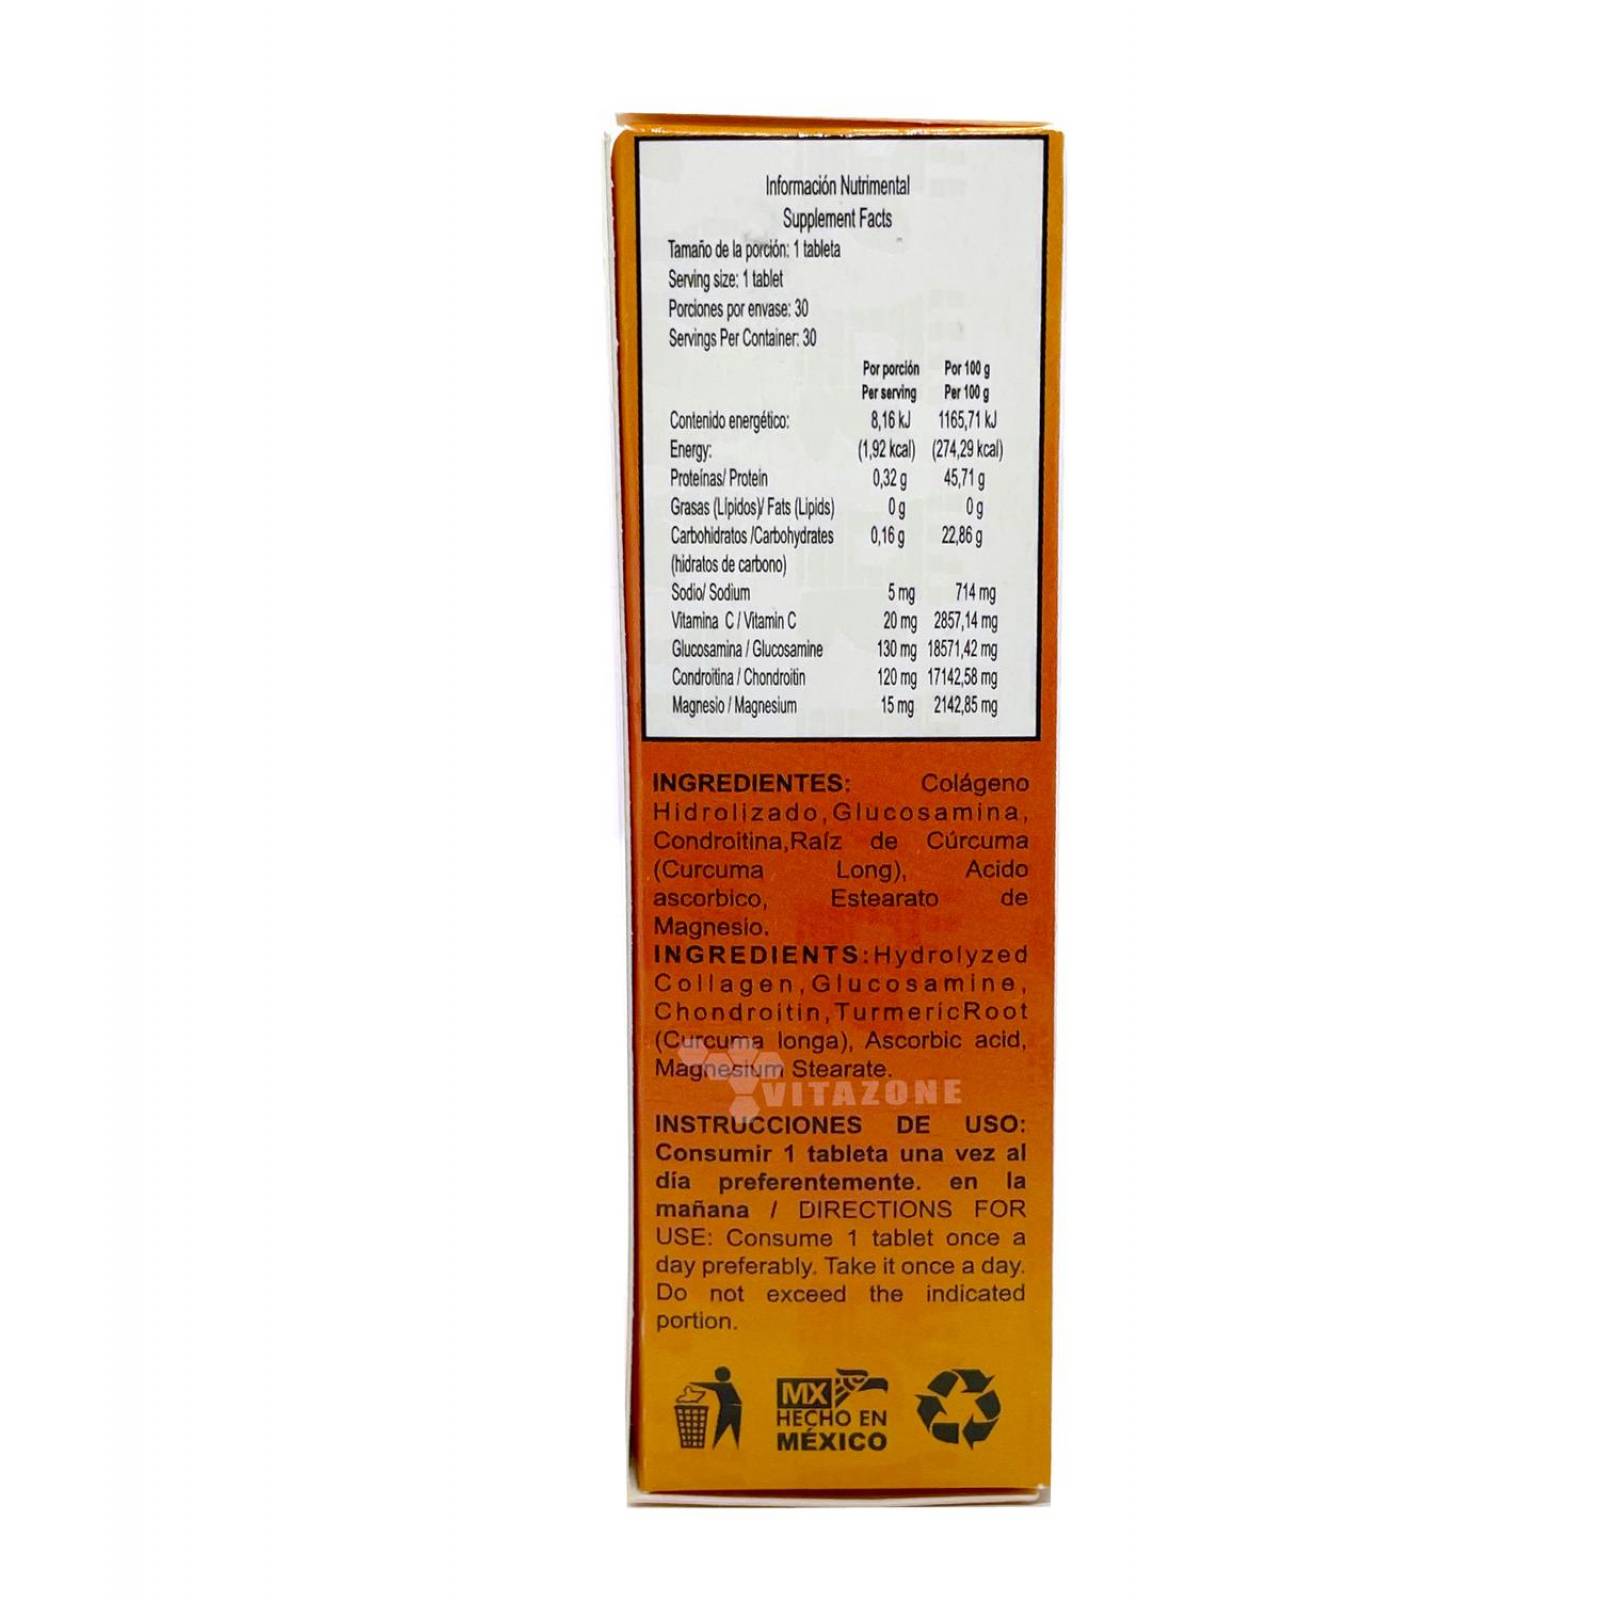 Información Nutrimental
Supplement Facts
Tamaño de la porción: 1 tableta
Serving size: 1 tablet
Porciones por envase: 30
Servings Per Container: 30
Por porción Por 100 g
Per serving Per 100 g
Contenido energético: 8,16 kJ 1165,71 kJ
Energy: (1,92 kcal) (274,29 kcal)
Proteínas/ Protein 0,32 g 45,71 g
Grasas (Lípidos)/ Fats (Lipids) 0 g 0 g
Carbohidratos /Carbohydrates 0,16 g 22,86 g
(hidratos de carbono)
Sodio/ Sodium 5 mg 714 mg
Vitamina C / Vitamin C 20 mg 2857,14 mg
Glucosamina / Glucosamine 130 mg 18571,42 mg
Condroitina / Chondroitin 120 mg 17142,58 mg
Magnesio / Magnesium 15 mg 2142,85 mg
INGREDIENTES: Colágeno
Hidrolizado, Glucosamina,
Condroitina,Raíz de Cúrcuma
(Curcuma Long), Acido
ascorbico, Estearato de
Magnesio.
INGREDIENTS:Hydrolyzed
Collagen, Glucosamine,
Chondroitin,TurmericRoot
(Curcuma longa), Ascorbic acid,
Magnesium Stearate.
VITAZONE
INSTRUCCIONES DE USO:
Consumir 1 tableta una vez al
día preferentemente. en la
mañana / DIRECTIONS FOR
USE: Consume 1 tablet once a
day preferably. Take it once a day.
Do not exceed the indicated
portion.
MX
HECHO EN
MÉXICO